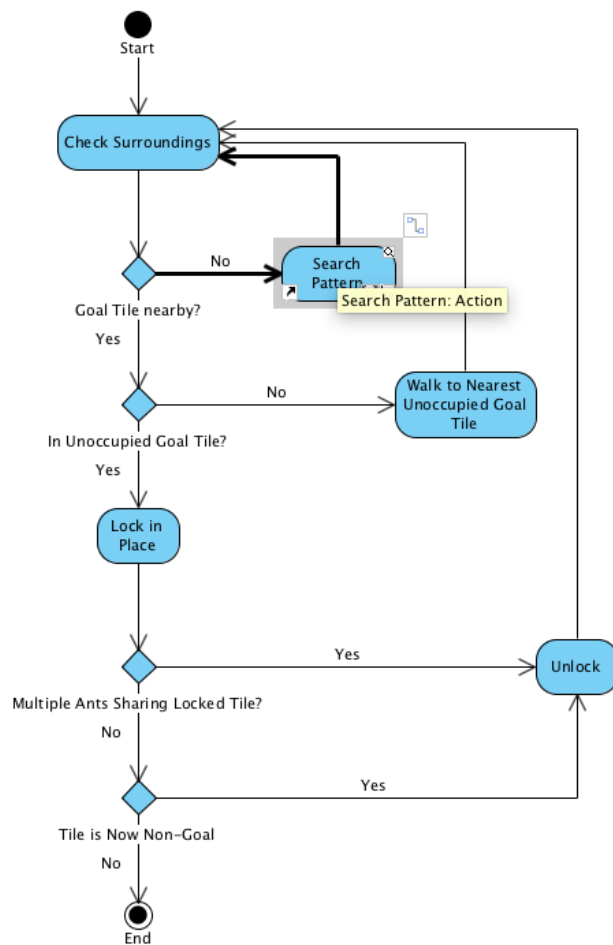 Start
Check Surroundings
No
Search
Pattern
Search Pattern: Action
Goal Tile nearby?
Yes
No
Walk to Nearest
Unoccupied Goal
Tile
In Unoccupied Goal Tile?
Yes
Lock in
Place
Yes
Unlock
Multiple Ants Sharing Locked Tile?
No
Yes
Tile is Now Non-Goal
No
End